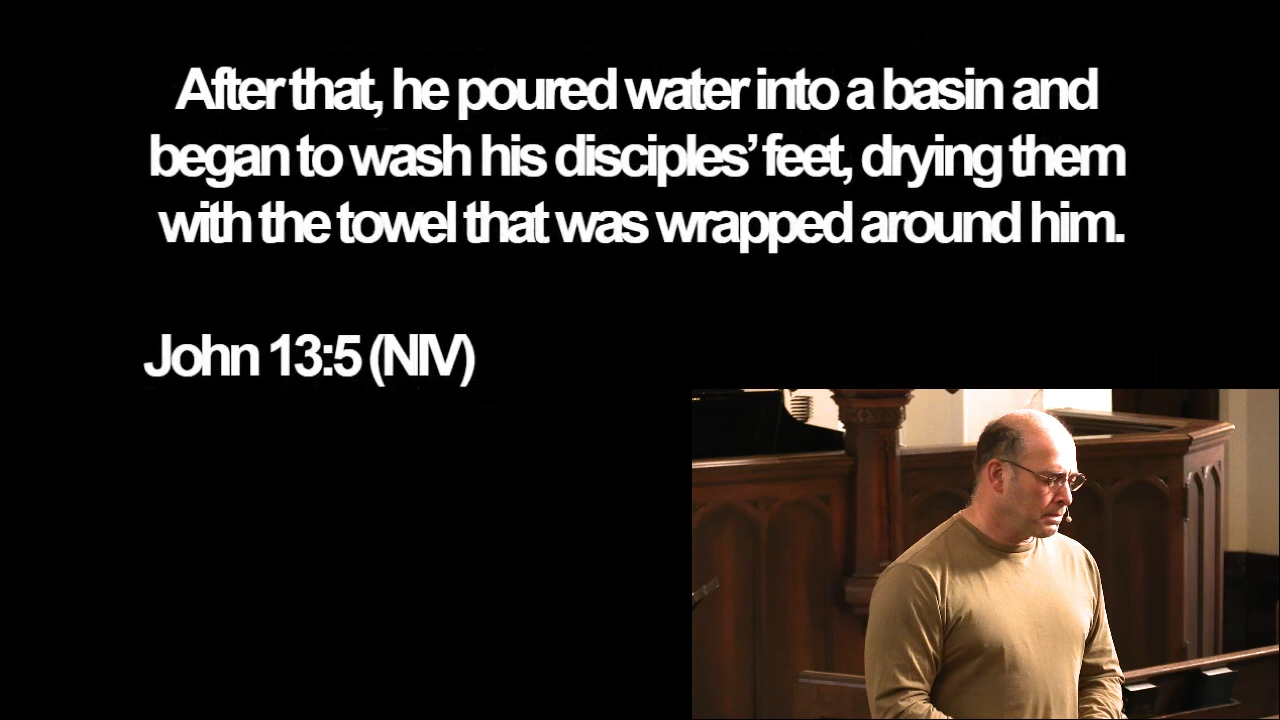 After that, he poured water into a basin and
began to wash his disciples’ feet, drying them
with the towel that was wrapped around him.
John 13:5 (NIV)